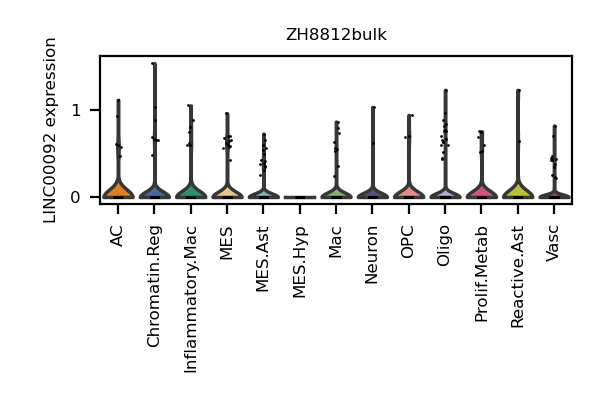 ZH8812bulk
LINC00092 expression
1
0
AC
Chromatin.Reg
Inflammatory.Mac
MES
MES.Ast
MES.Hyp
Mac
Neuron
OPC
Oligo
Prolif.Metab
Reactive.Ast
Vasc